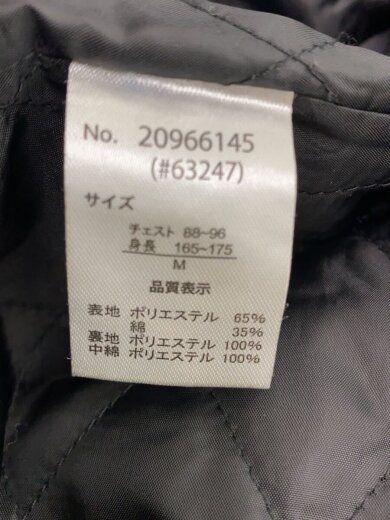 No. 20966145
(#63247)
サイズ
チェスト 88~96
身長 165~175
M
品質表示
表地 ポリエステル 65%
綿 35%
裏地 ポリエステル 100%
中綿 ポリエステル 100%